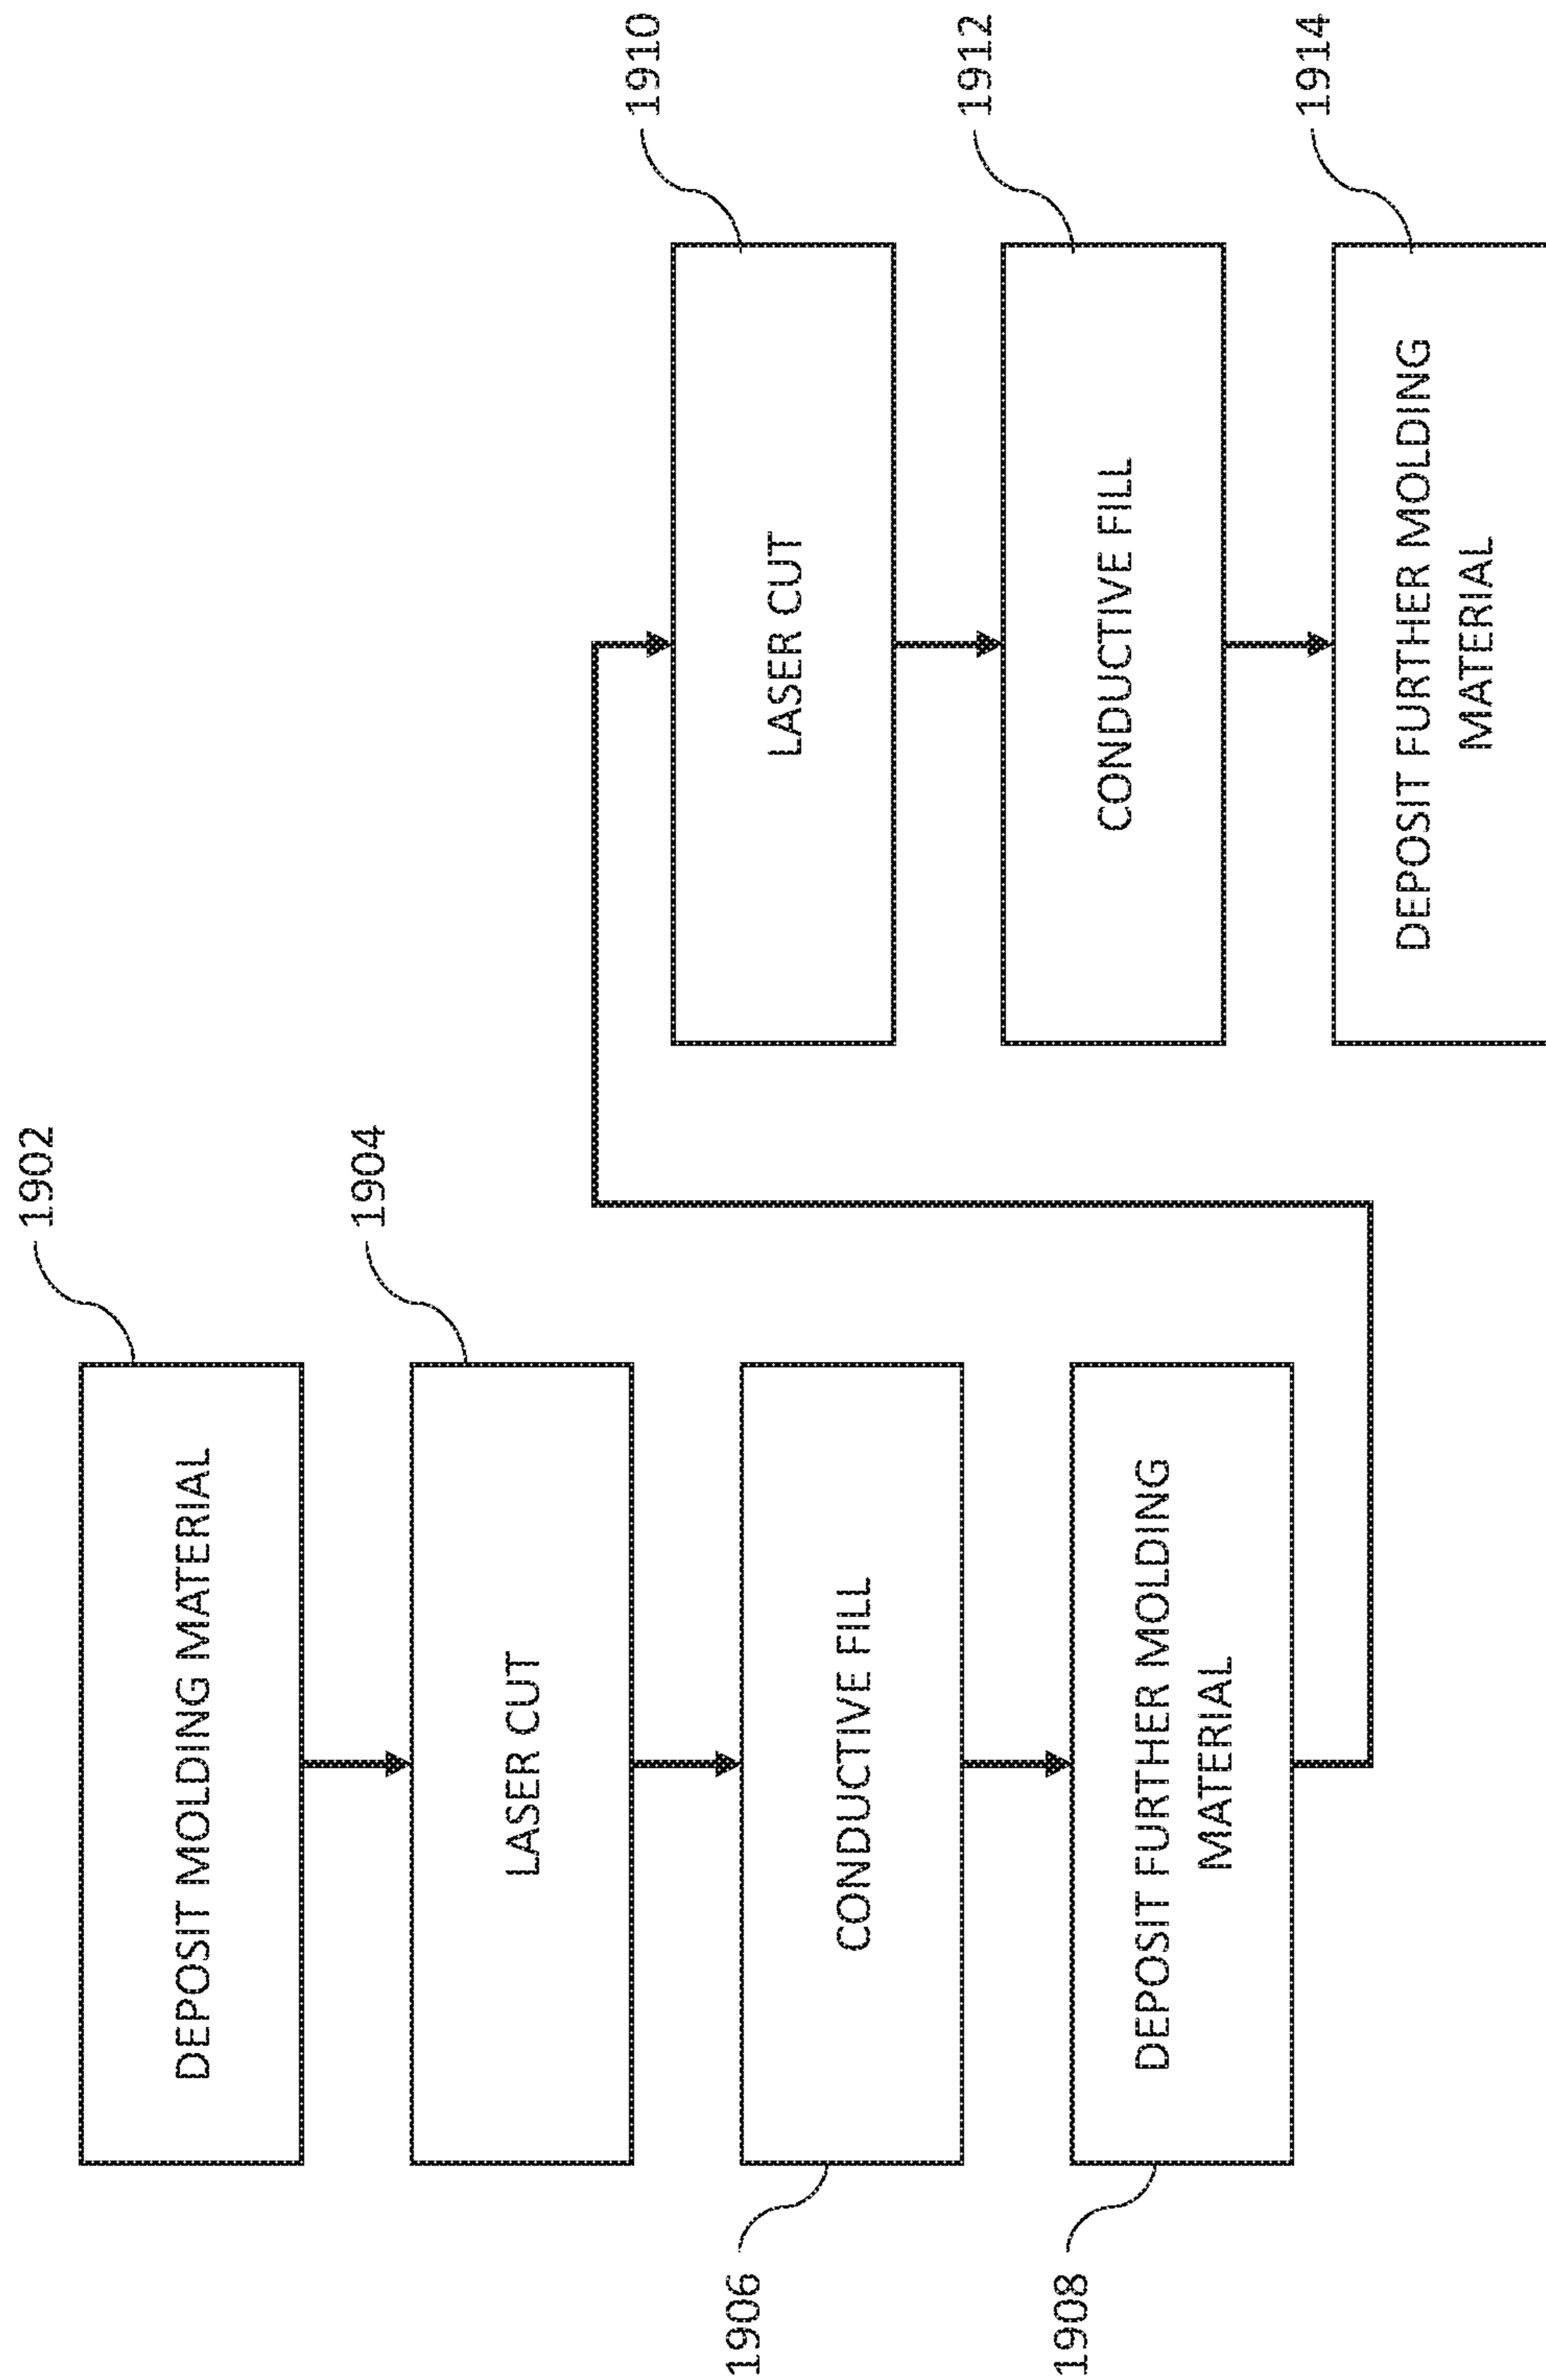 1902
DEPOSIT MOLDING MATERIAL
1904
LASER CUT
1906
CONDUCTIVE FILL
1908
DEPOSIT FURTHER MOLDING
MATERIAL
1910
LASER CUT
1912
CONDUCTIVE FILL
1914
DEPOSIT FURTHER MOLDING
MATERIAL